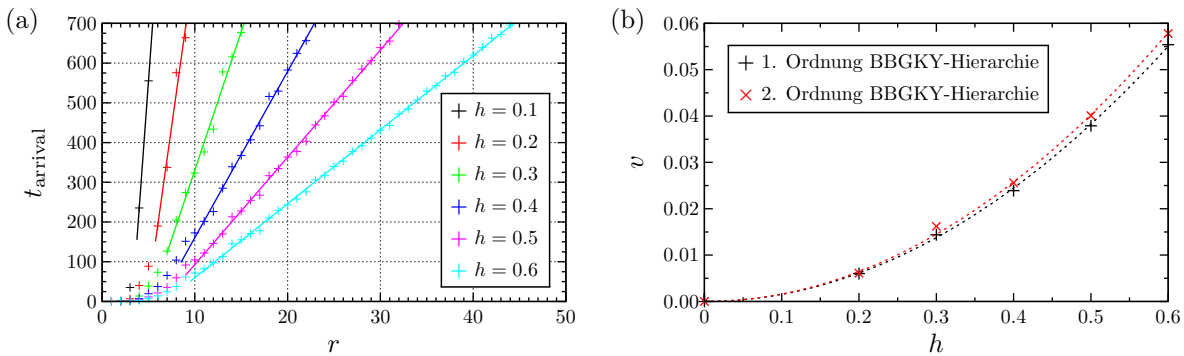 (a)
700
600
500
400
300
200
100
0
0
10
20
30
40
50
t_arrival
r
h = 0.1
h = 0.2
h = 0.3
h = 0.4
h = 0.5
h = 0.6
(b)
0.06
0.05
0.04
0.03
0.02
0.01
0.00
0
0.1
0.2
0.3
0.4
0.5
0.6
v
h
1. Ordnung BBGKY-Hierarchie
2. Ordnung BBGKY-Hierarchie